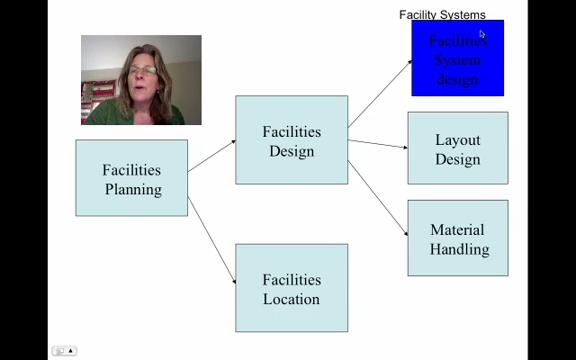 Facility Systems
Facilities
System
design
Facilities
Design
Layout
Design
Facilities
Planning
Material
Handling
Facilities
Location